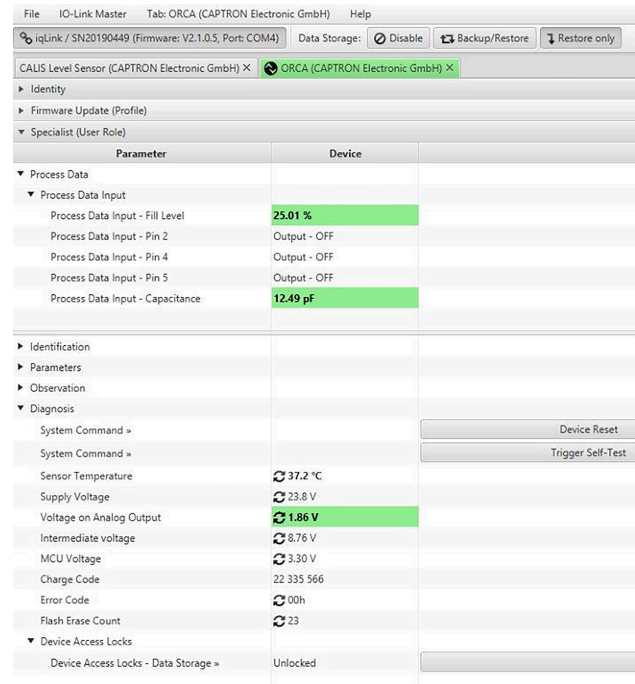 File IO-Link Master Tab: ORCA (CAPTRON Electronic GmbH) Help
iqLink / SN20190449 (Firmware: V2.1.0.5, Port: COM4) Data Storage: Disable Backup/Restore Restore only
CALIS Level Sensor (CAPTRON Electronic GmbH) × ORCA (CAPTRON Electronic GmbH) ×
Identity
Firmware Update (Profile)
Specialist (User Role)
Parameter Device
Process Data
Process Data Input
Process Data Input - Fill Level 25.01 %
Process Data Input - Pin 2 Output - OFF
Process Data Input - Pin 4 Output - OFF
Process Data Input - Pin 5 Output - OFF
Process Data Input - Capacitance 12.49 pF
Identification
Parameters
Observation
Diagnosis
System Command » Device Reset
System Command » Trigger Self-Test
Sensor Temperature 37.2 °C
Supply Voltage 23.8 V
Voltage on Analog Output 1.86 V
Intermediate voltage 8.76 V
MCU Voltage 3.30 V
Charge Code 22 335 566
Error Code 00h
Flash Erase Count 23
Device Access Locks
Device Access Locks - Data Storage » Unlocked